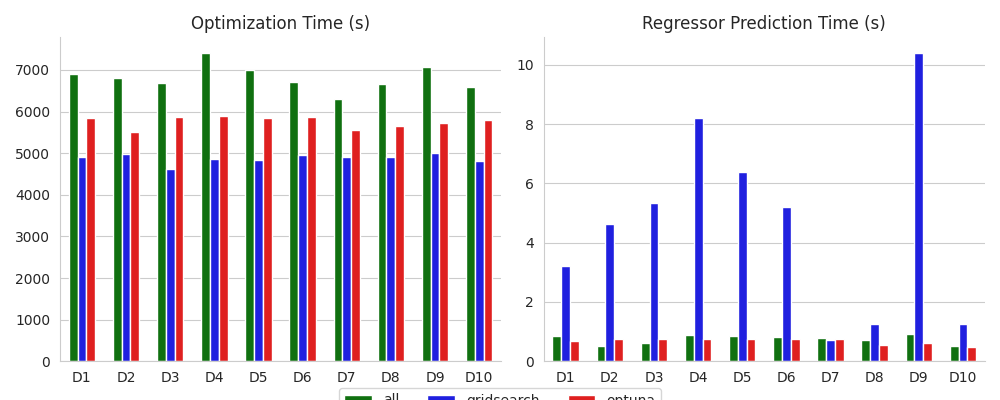 Optimization Time (s)
7000
6000
5000
4000
3000
2000
1000
0
D1 D2 D3 D4 D5 D6 D7 D8 D9 D10
Regressor Prediction Time (s)
10
8
6
4
2
0
D1 D2 D3 D4 D5 D6 D7 D8 D9 D10
all gridsearch optuna